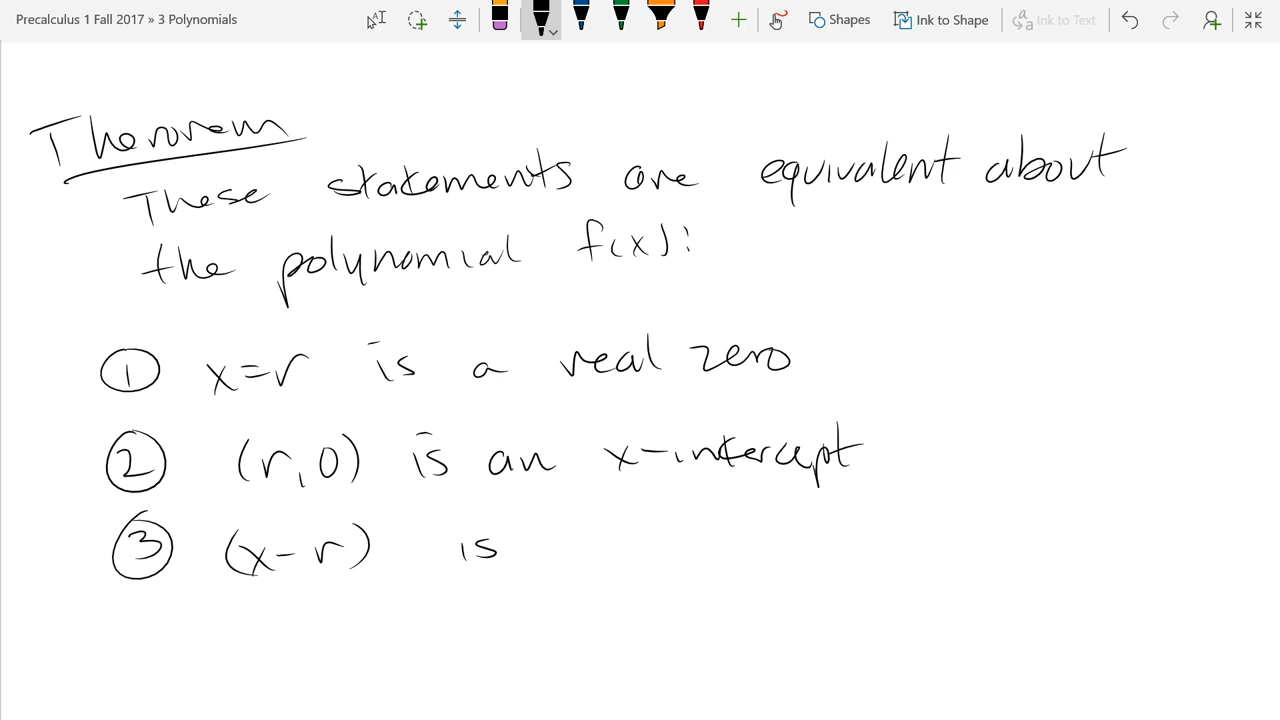 Precalculus 1 Fall 2017 » 3 Polynomials
Shapes Ink to Shape Ink to Text
Theorem
These statements are equivalent about
the polynomial f(x):
① x=r is a real zero
② (r,0) is an x-intercept
③ (x-r) is